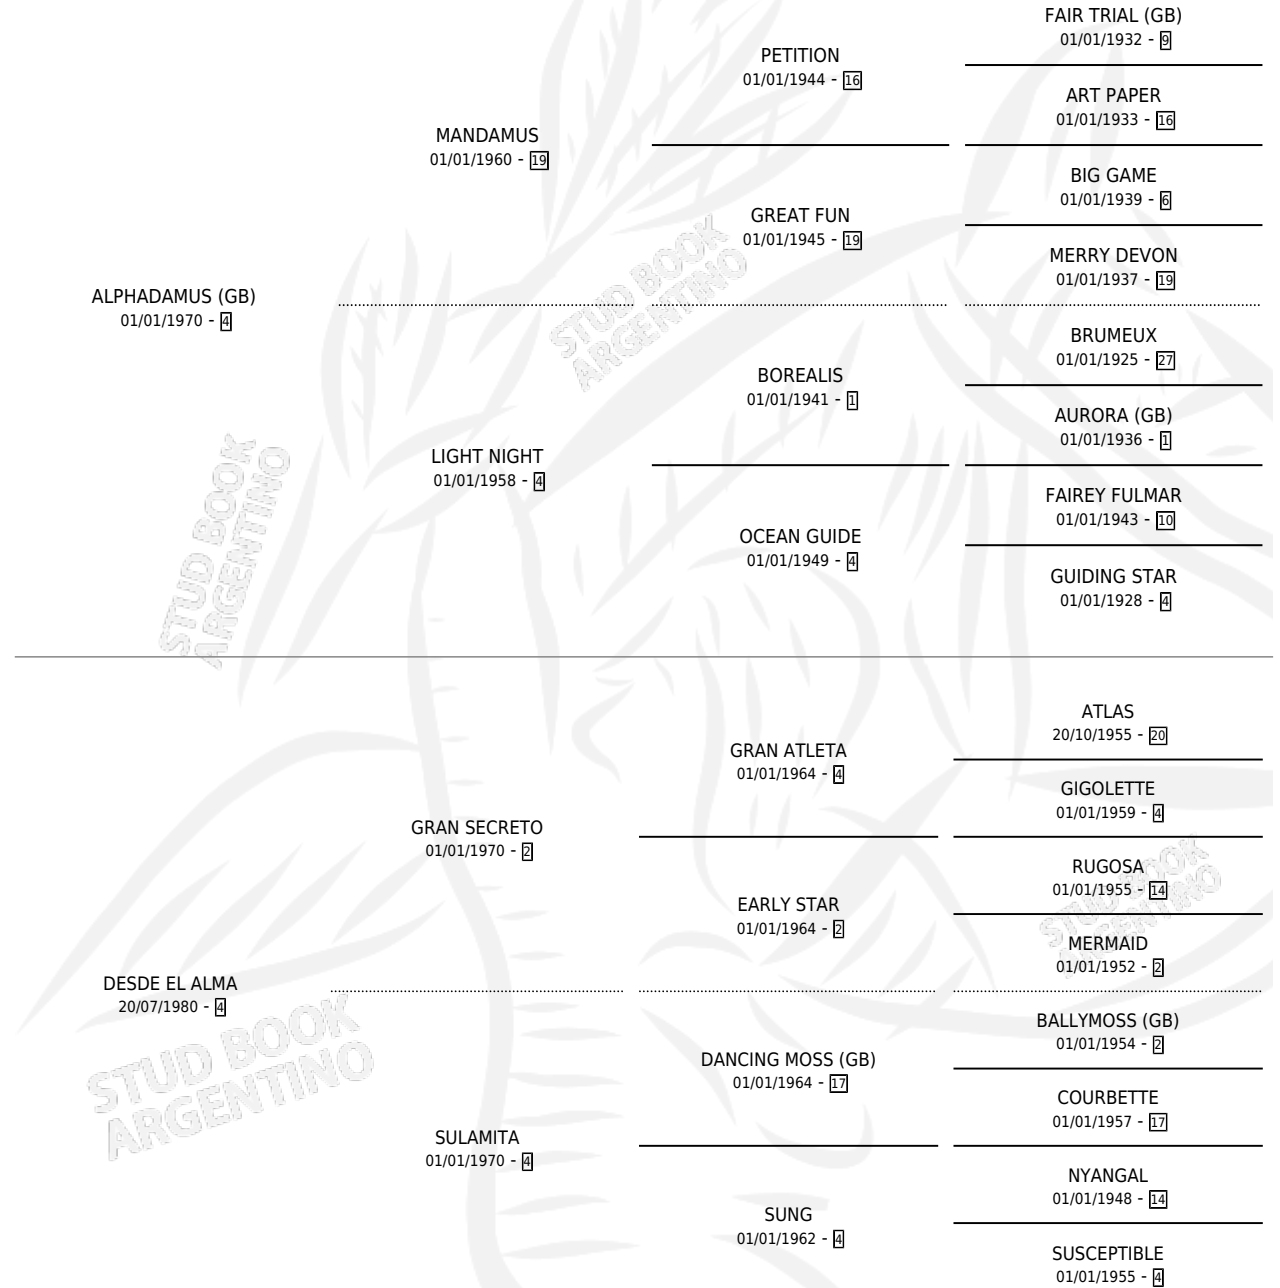 FAIR TRIAL (GB)
01/01/1932 - 9
PETITION
01/01/1944 - 16
ART PAPER
01/01/1933 - 16
MANDAMUS
01/01/1960 - 19
BIG GAME
01/01/1939 - 6
GREAT FUN
01/01/1945 - 19
MERRY DEVON
01/01/1937 - 19
ALPHADAMUS (GB)
01/01/1970 - 4
BRUMEUX
01/01/1925 - 27
BOREALIS
01/01/1941 - 1
AURORA (GB)
01/01/1936 - 1
LIGHT NIGHT
01/01/1958 - 4
FAIREY FULMAR
01/01/1943 - 10
OCEAN GUIDE
01/01/1949 - 4
GUIDING STAR
01/01/1928 - 4
STUD BOOK
ARGENTINO
STUD BOOK
ARGENTINO
ATLAS
20/10/1955 - 20
GRAN ATLETA
01/01/1964 - 4
GIGOLETTE
01/01/1959 - 4
GRAN SECRETO
01/01/1970 - 2
RUGOSA
01/01/1955 - 14
EARLY STAR
01/01/1964 - 2
MERMAID
01/01/1952 - 2
DESDE EL ALMA
20/07/1980 - 4
BALLYMOSS (GB)
01/01/1954 - 2
DANCING MOSS (GB)
01/01/1964 - 17
COURBETTE
01/01/1957 - 17
SULAMITA
01/01/1970 - 4
NYANGAL
01/01/1948 - 14
SUNG
01/01/1962 - 4
SUSCEPTIBLE
01/01/1955 - 4
STUD BOOK
ARGENTINO
STUD BOOK
ARGENTINO